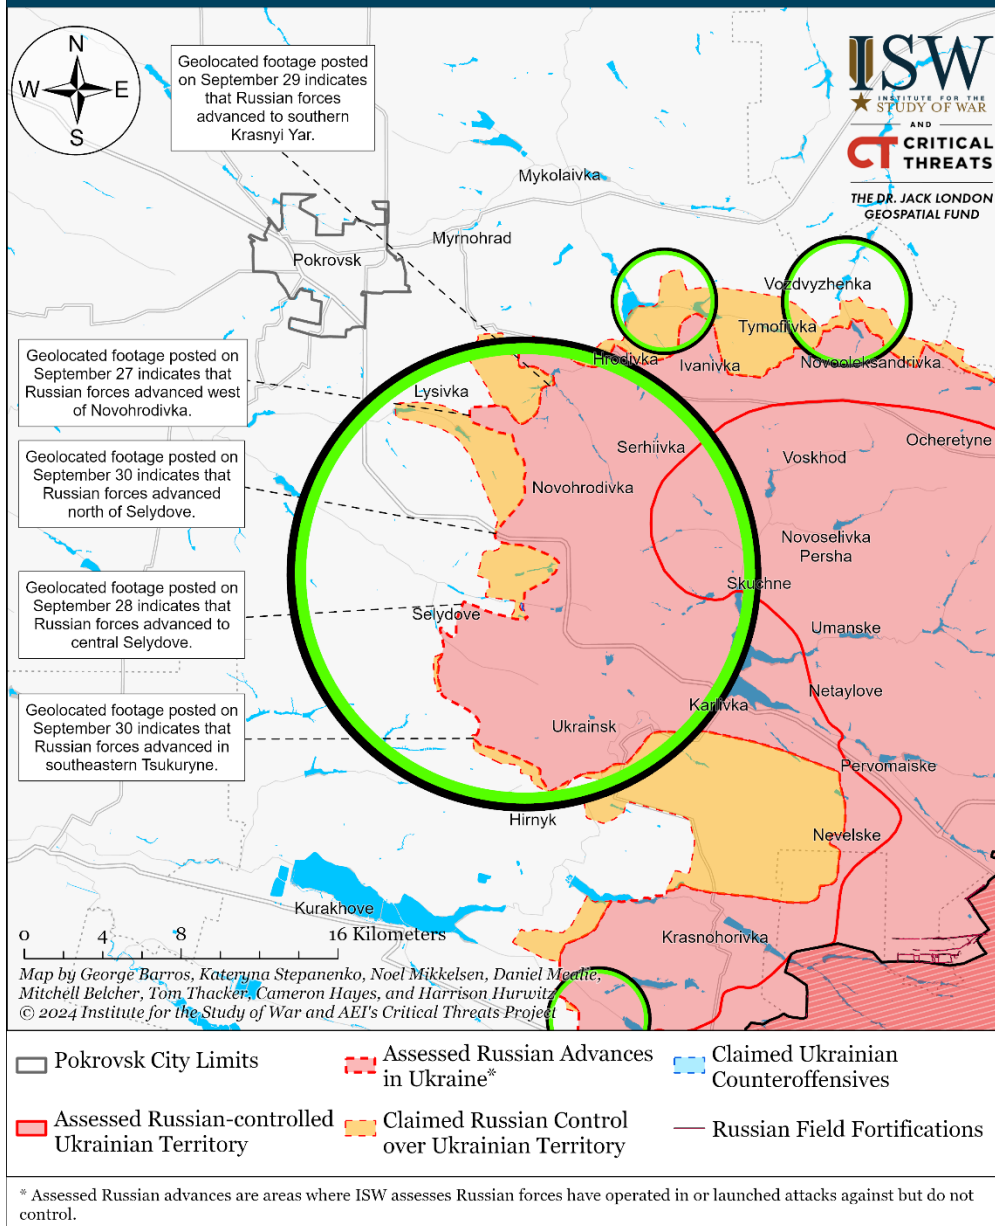 N
W
E
S
Geolocated footage posted
on September 29 indicates
that Russian forces
advanced to southern
Krasnyi Yar.
ISW
INSTITUTE FOR THE
STUDY OF WAR
AND
CT CRITICAL
THREATS
THE DR. JACK LONDON
GEOSPATIAL FUND
Mykolaivka
Myrnohrad
Pokrovsk
Vozdvyzhenka
Tymofiivka
Hrodivka
Ivanivka
Novooleksandrivka
Geolocated footage posted on
September 27 indicates that
Russian forces advanced west
of Novohrodivka.
Lysivka
Ocheretyne
Serhiivka
Voskhod
Geolocated footage posted on
September 30 indicates that
Russian forces advanced
north of Selydove.
Novohrodivka
Novoselivka
Persha
Skuchne
Geolocated footage posted on
September 28 indicates that
Russian forces advanced to
central Selydove.
Selydove
Umanske
Netaylove
Karlivka
Geolocated footage posted on
September 30 indicates that
Russian forces advanced in
southeastern Tsukuryne.
Ukrainsk
Pervomaiske
Hirnyk
Nevelske
Kurakhove
Krasnohorivka
0 4 8 16 Kilometers
Map by George Barros, Kateryna Stepanenko, Noel Mikkelsen, Daniel Mealie,
Mitchell Belcher, Tom Thacker, Cameron Hayes, and Harrison Hurwitz
© 2024 Institute for the Study of War and AEI's Critical Threats Project
Pokrovsk City Limits
Assessed Russian-controlled
Ukrainian Territory
Assessed Russian Advances
in Ukraine*
Claimed Russian Control
over Ukrainian Territory
Claimed Ukrainian
Counteroffensives
Russian Field Fortifications
* Assessed Russian advances are areas where ISW assesses Russian forces have operated in or launched attacks against but do not
control.